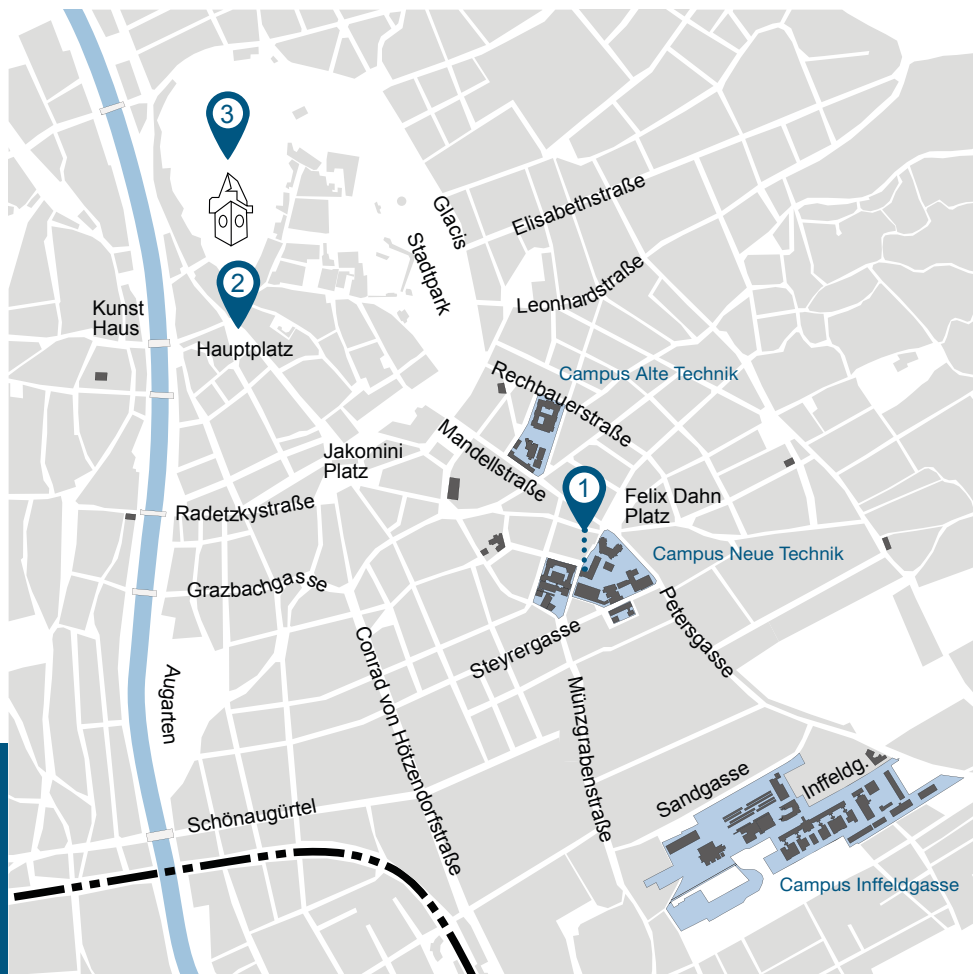 3
Elisabethstraße
Glacis
Stadtpark
2
Leonhardstraße
Kunst
Haus
Hauptplatz
Campus Alte Technik
Rechbauerstraße
Mandellstraße
Jakomini
Platz
1
Felix Dahn
Platz
Radetzkystraße
Campus Neue Technik
Grazbachgasse
Petersgasse
Steyrergasse
Conrad von Hötzendorfstraße
Augarten
Münzgrabenstraße
Sandgasse
Inffeldg.
Schönaugürtel
Campus Inffeldgasse